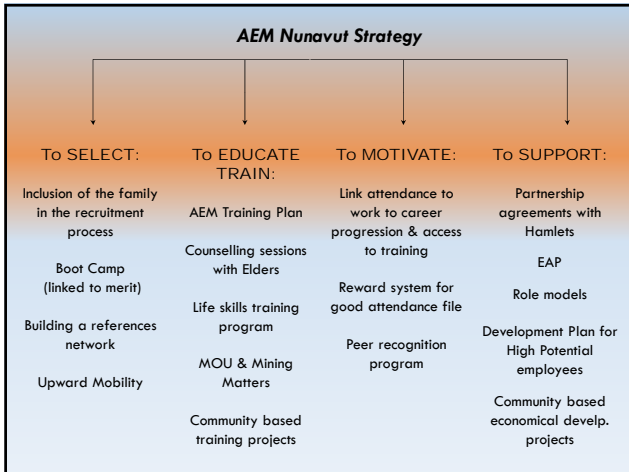 AEM Nunavut Strategy
To SELECT:
Inclusion of the family
in the recruitment
process
Boot Camp
(linked to merit)
Building a references
network
Upward Mobility
To EDUCATE
TRAIN:
AEM Training Plan
Counselling sessions
with Elders
Life skills training
program
MOU & Mining
Matters
Community based
training projects
To MOTIVATE:
Link attendance to
work to career
progression & access
to training
Reward system for
good attendance file
Peer recognition
program
To SUPPORT:
Partnership
agreements with
Hamlets
EAP
Role models
Development Plan for
High Potential
employees
Community based
economical develp.
projects